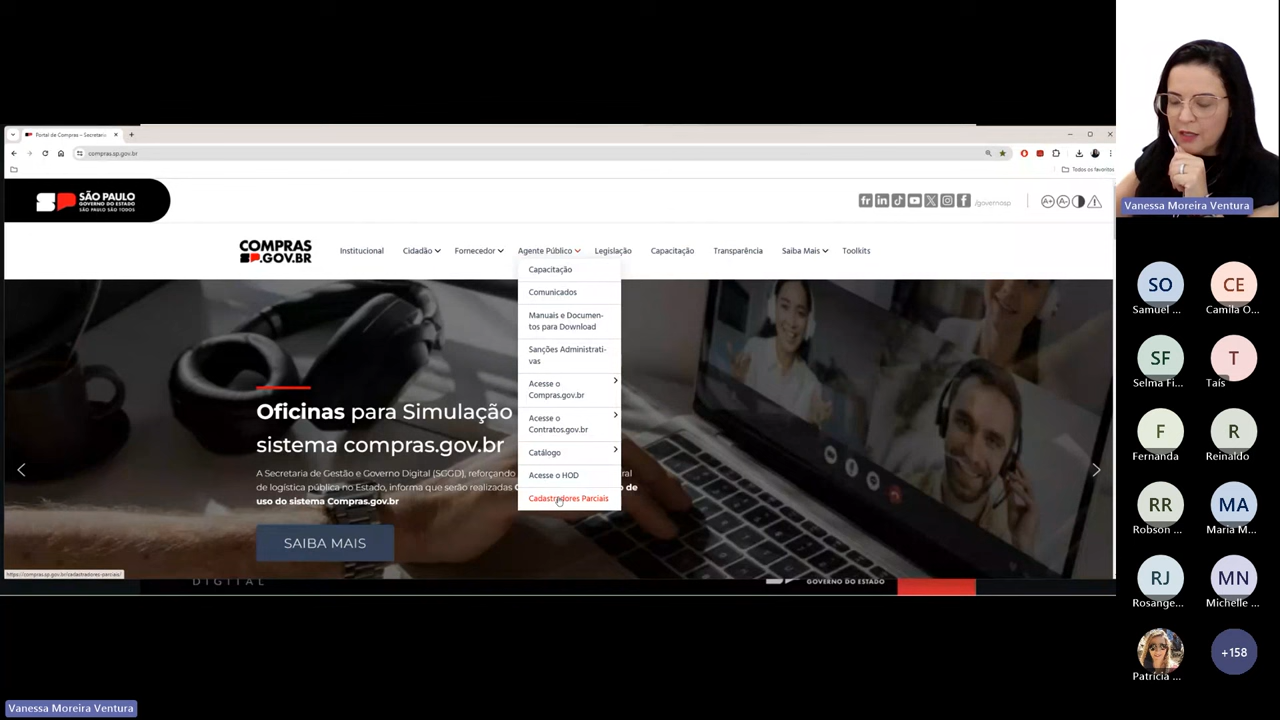 Portal de Compras – Secretaria
compras.sp.gov.br
Todos os favoritos
SÃO PAULO
GOVERNO DO ESTADO
SÃO PAULO SÃO TODOS
/governosp
A+
A-
COMPRAS
SP.GOV.BR
Institucional
Cidadão
Fornecedor
Agente Público
Legislação
Capacitação
Transparência
Saiba Mais
Toolkits
Capacitação
Comunicados
Manuais e Documen-
tos para Download
Sanções Administrati-
vas
Acesse o
Compras.gov.br
Acesse o
Contratos.gov.br
Catálogo
Acesse o HOD
Cadastradores Parciais
Oficinas para Simulação
sistema compras.gov.br
A Secretaria de Gestão e Governo Digital (SGGD), reforçando
ral
de logística pública no Estado, informa que serão realizadas
de
uso do sistema Compras.gov.br
SAIBA MAIS
https://compras.sp.gov.br/cadastradores-parciais/
DIGITAL
GOVERNO DO ESTADO
Vanessa Moreira Ventura
SO
Samuel ...
CE
Camila O...
SF
Selma Fi...
T
Taís
F
Fernanda
R
Reinaldo
RR
Robson ...
MA
Maria M...
RJ
Rosange...
MN
Michelle ...
Patrícia ...
+158
Vanessa Moreira Ventura